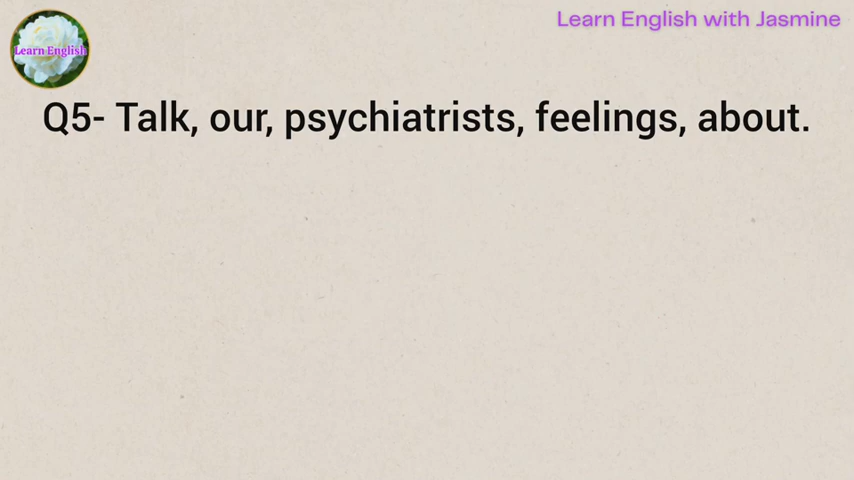 Learn English with Jasmine
Learn English
Q5- Talk, our, psychiatrists, feelings, about.